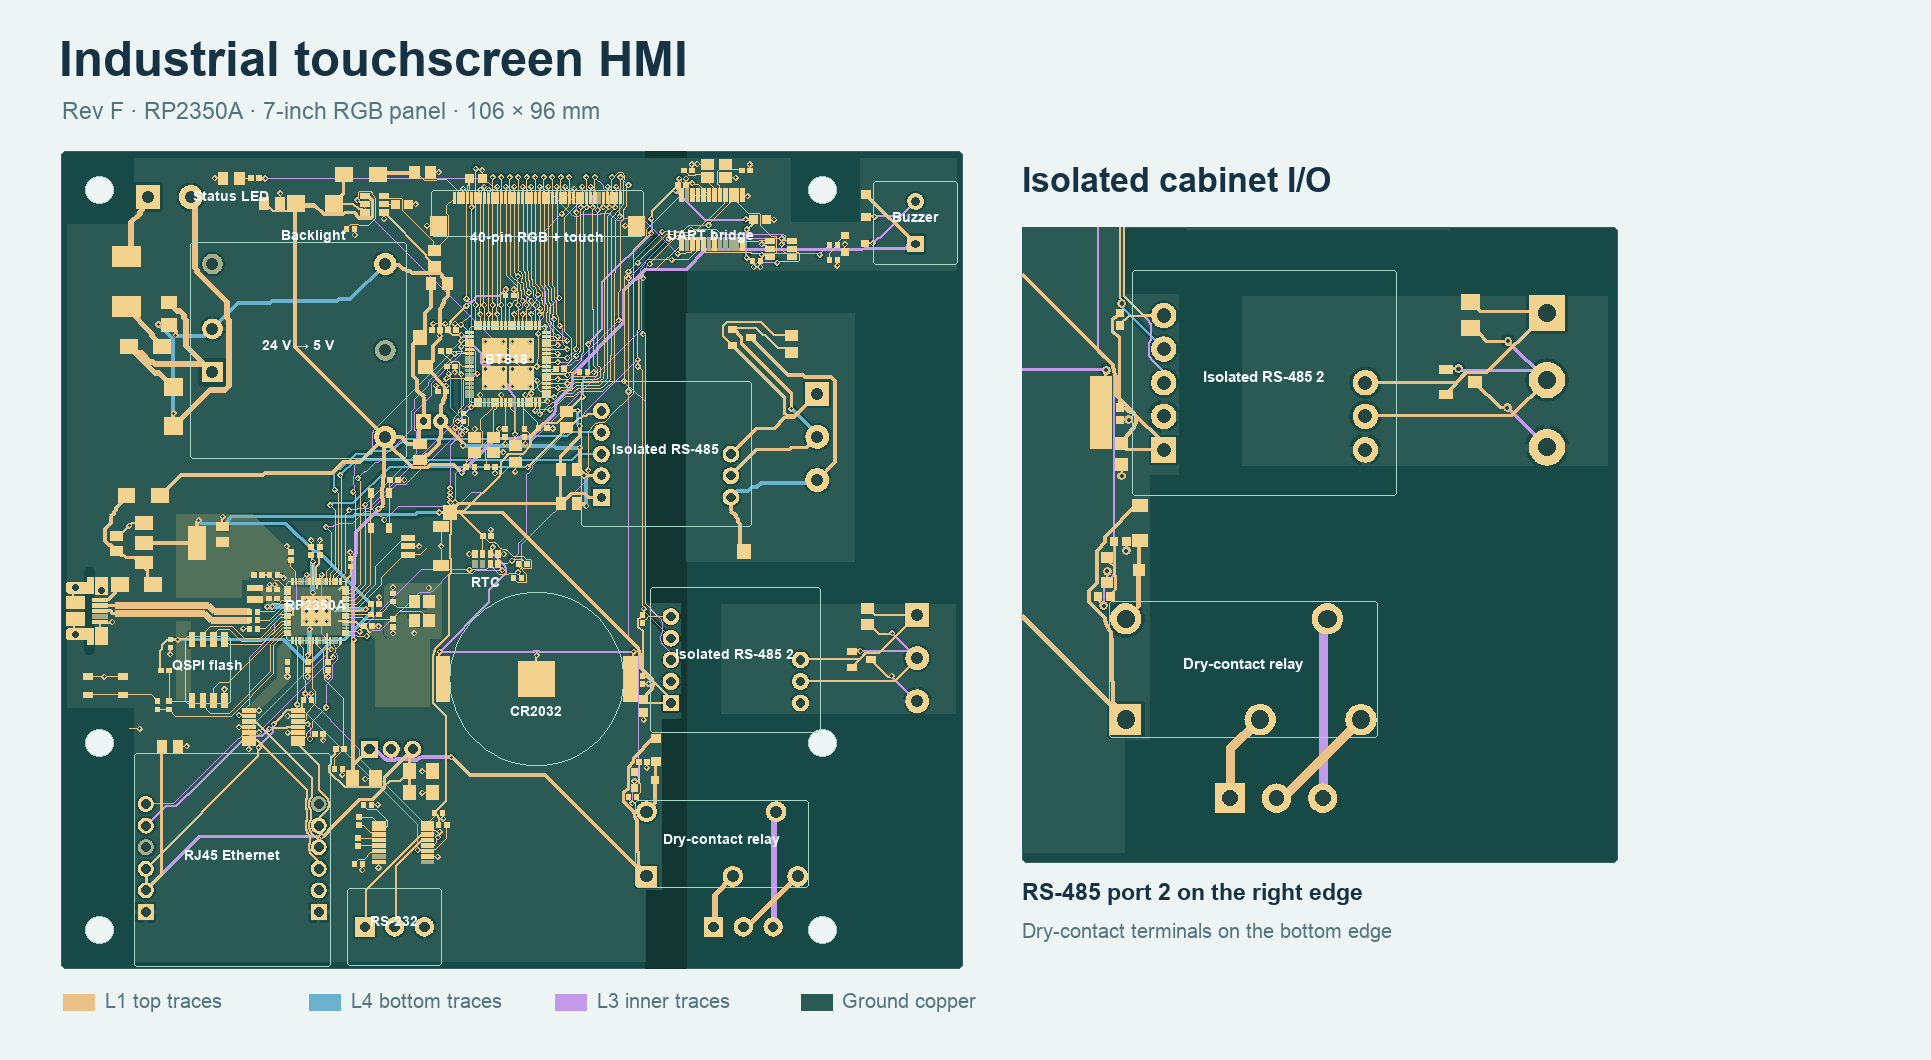 Industrial touchscreen HMI
Rev F · RP2350A · 7-inch RGB panel · 106 × 96 mm
Status LED
Backlight
40-pin RGB + touch
UART bridge
Buzzer
24 V → 5 V
BT818
Isolated RS-485
RTC
RP2350A
QSPI flash
Isolated RS-485 2
CR2032
Dry-contact relay
RJ45 Ethernet
RS-232
L1 top traces
L4 bottom traces
L3 inner traces
Ground copper
Isolated cabinet I/O
Isolated RS-485 2
Dry-contact relay
RS-485 port 2 on the right edge
Dry-contact terminals on the bottom edge